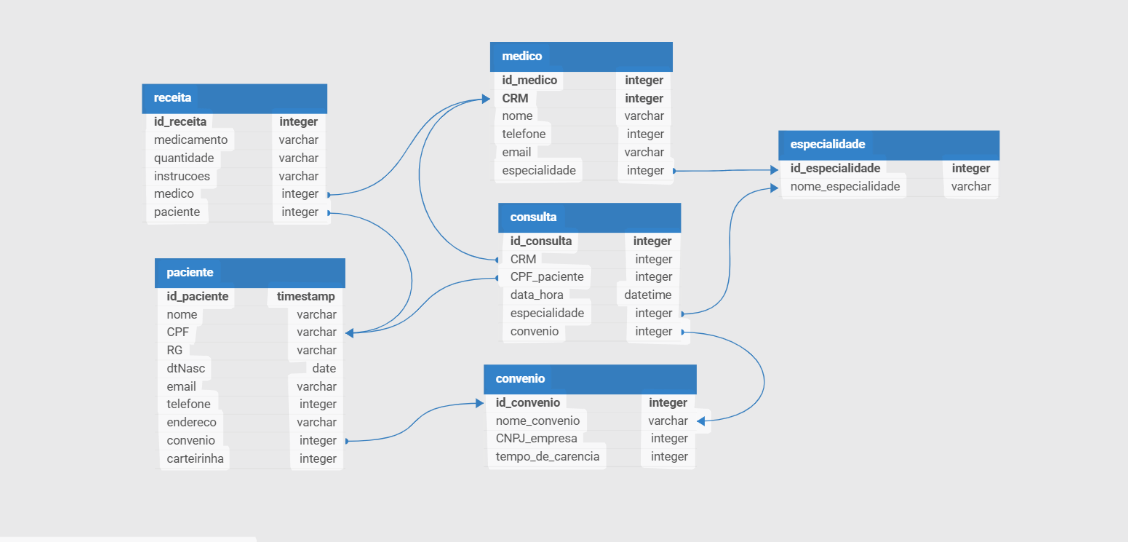 receita
id_receita integer
medicamento varchar
quantidade varchar
instrucoes varchar
medico integer
paciente integer
paciente
id_paciente timestamp
nome varchar
CPF varchar
RG varchar
dtNasc date
email varchar
telefone integer
endereco varchar
convenio integer
carteirinha integer
medico
id_medico integer
CRM integer
nome varchar
telefone integer
email varchar
especialidade integer
consulta
id_consulta integer
CRM integer
CPF_paciente integer
data_hora datetime
especialidade integer
convenio integer
convenio
id_convenio integer
nome_convenio varchar
CNPJ_empresa integer
tempo_de_carencia integer
especialidade
id_especialidade integer
nome_especialidade varchar